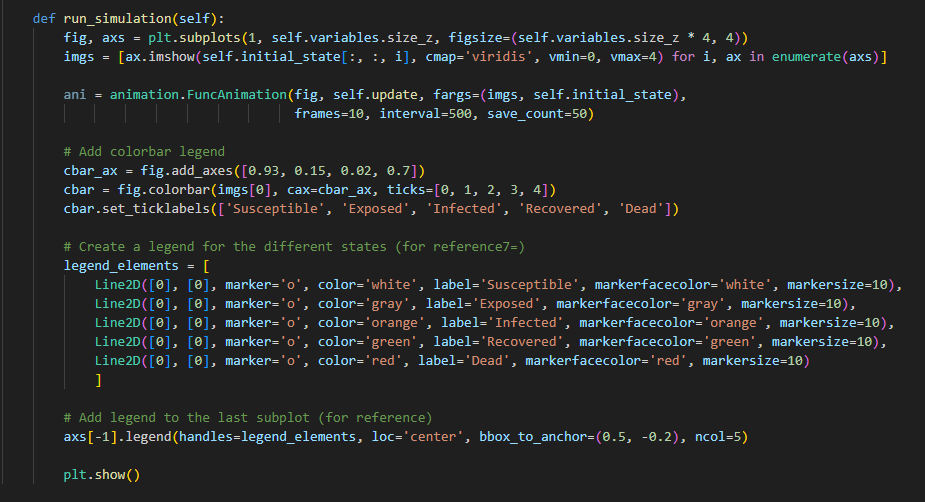 def run_simulation(self):
    fig, axs = plt.subplots(1, self.variables.size_z, figsize=(self.variables.size_z * 4, 4))
    imgs = [ax.imshow(self.initial_state[:, :, i], cmap='viridis', vmin=0, vmax=4) for i, ax in enumerate(axs)]

    ani = animation.FuncAnimation(fig, self.update, fargs=(imgs, self.initial_state),
                                  frames=10, interval=500, save_count=50)

    # Add colorbar legend
    cbar_ax = fig.add_axes([0.93, 0.15, 0.02, 0.7])
    cbar = fig.colorbar(imgs[0], cax=cbar_ax, ticks=[0, 1, 2, 3, 4])
    cbar.set_ticklabels(['Susceptible', 'Exposed', 'Infected', 'Recovered', 'Dead'])

    # Create a legend for the different states (for reference7=)
    legend_elements = [
        Line2D([0], [0], marker='o', color='white', label='Susceptible', markerfacecolor='white', markersize=10),
        Line2D([0], [0], marker='o', color='gray', label='Exposed', markerfacecolor='gray', markersize=10),
        Line2D([0], [0], marker='o', color='orange', label='Infected', markerfacecolor='orange', markersize=10),
        Line2D([0], [0], marker='o', color='green', label='Recovered', markerfacecolor='green', markersize=10),
        Line2D([0], [0], marker='o', color='red', label='Dead', markerfacecolor='red', markersize=10)
        ]

    # Add legend to the last subplot (for reference)
    axs[-1].legend(handles=legend_elements, loc='center', bbox_to_anchor=(0.5, -0.2), ncol=5)

    plt.show()